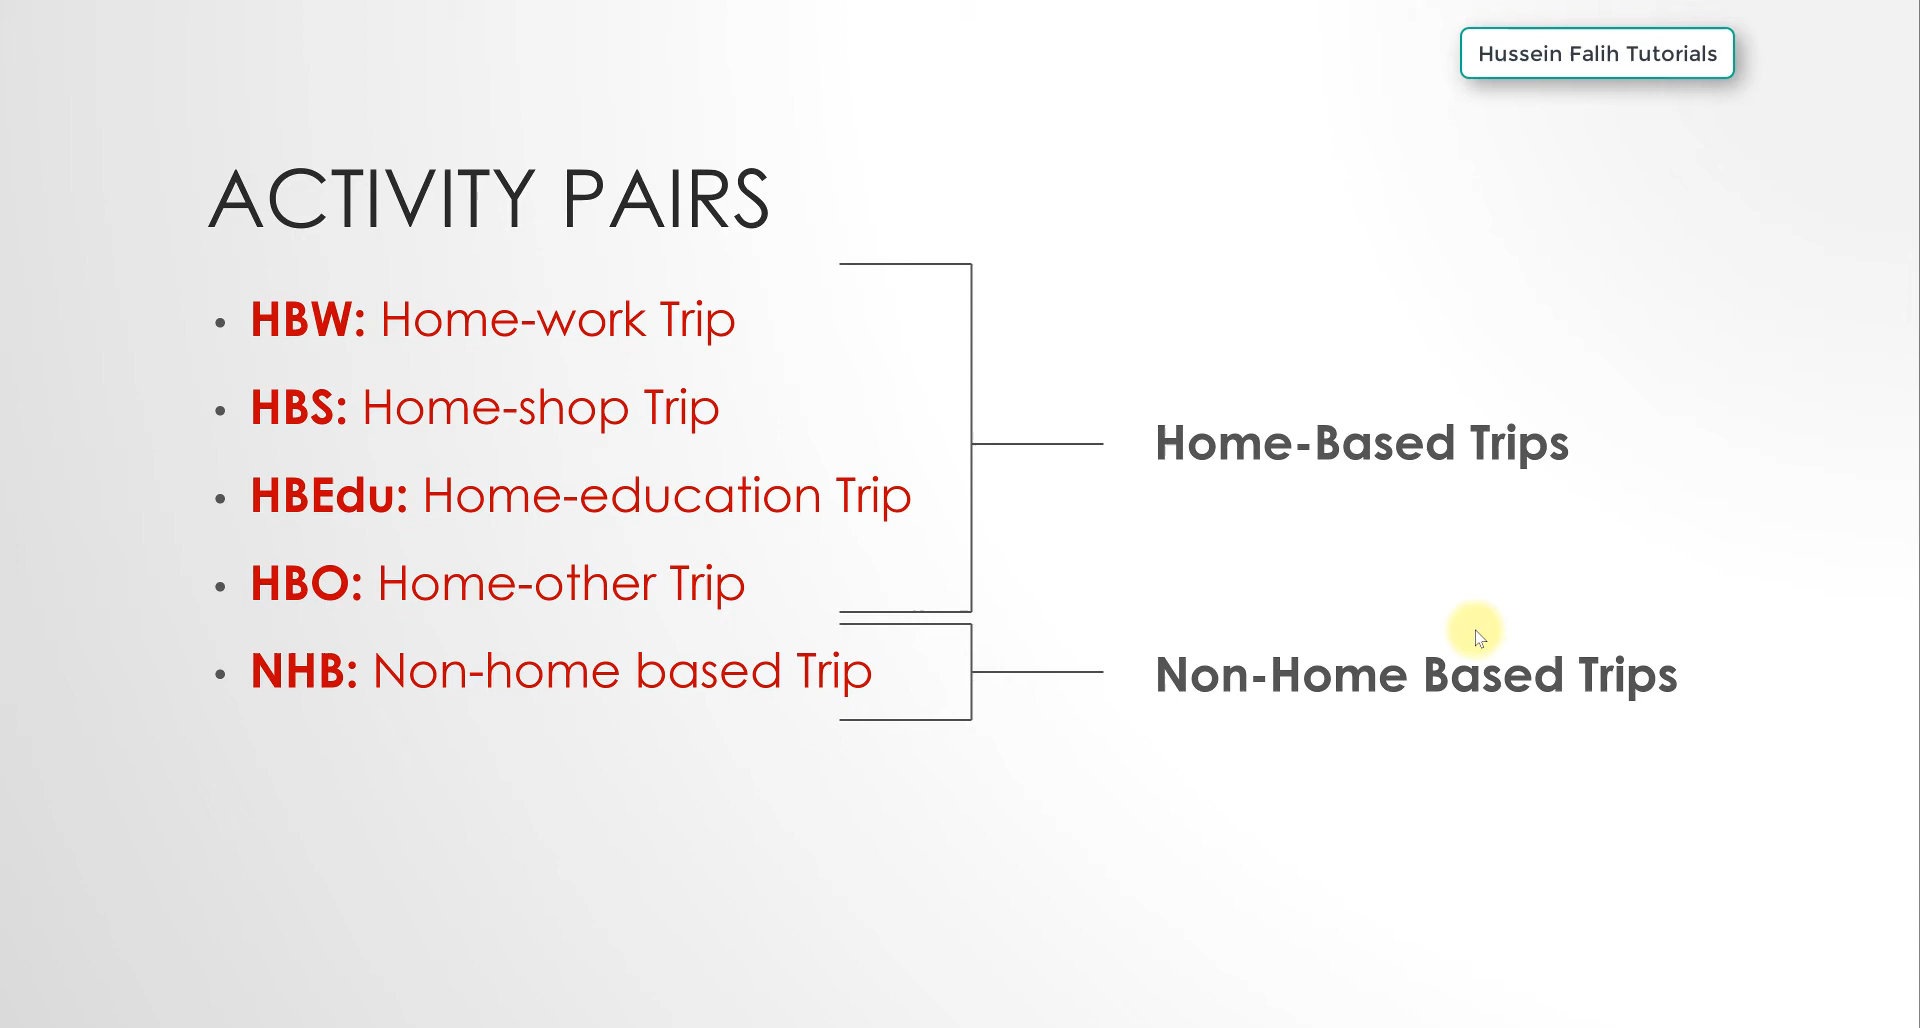 Hussein Falih Tutorials
ACTIVITY PAIRS
• HBW: Home-work Trip
• HBS: Home-shop Trip
• HBEdu: Home-education Trip
• HBO: Home-other Trip
• NHB: Non-home based Trip
Home-Based Trips
Non-Home Based Trips